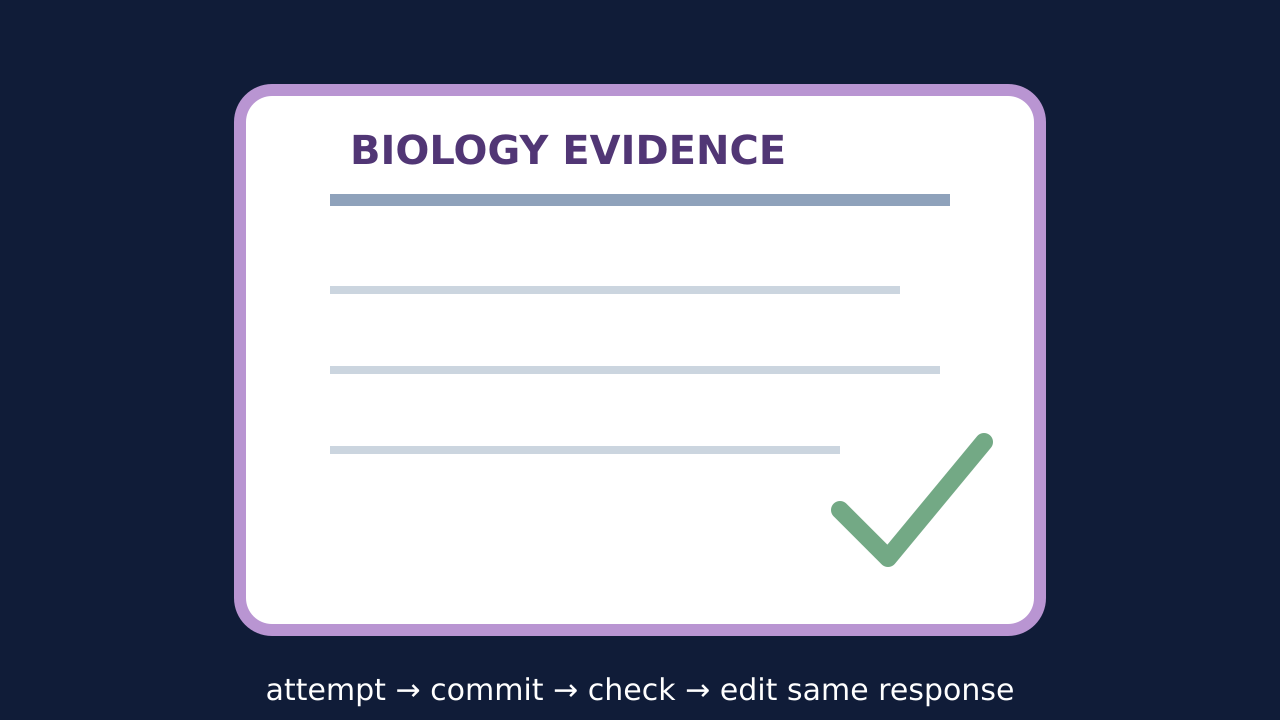 BIOLOGY EVIDENCE
attempt → commit → check → edit same response